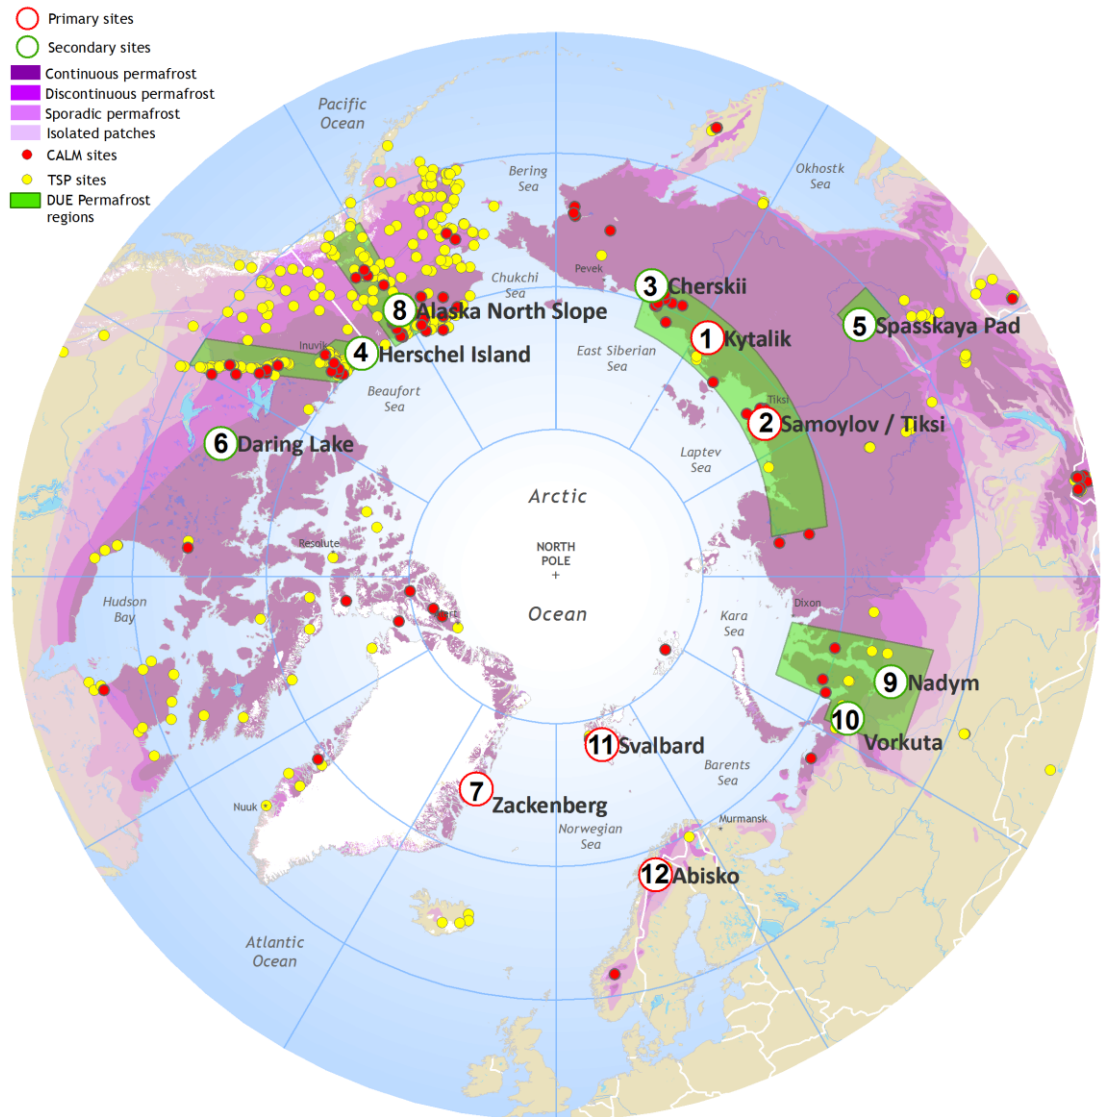 Primary sites
Secondary sites
Continuous permafrost
Discontinuous permafrost
Sporadic permafrost
Isolated patches
CALM sites
TSP sites
DUE Permafrost
regions
Pacific
Ocean
Bering
Sea
Okhostk
Sea
Chukchi
Sea
Pevek
3 Cherskii
8 Alaska North Slope
1 Kytalik
5 Spasskaya Pad
Inuvik
4 Herschel Island
East Siberian
Sea
Beaufort
Sea
Tiksi
2 Samoylov / Tiksi
6 Daring Lake
Laptev
Sea
Arctic
Resolute
NORTH
POLE
+
Ocean
Hudson
Bay
Dixon
Kara
Sea
9 Nadym
10
Vorkuta
11 Svalbard
Barents
Sea
7
Zackenberg
Nuuk
Norwegian
Sea
Murmansk
12 Abisko
Atlantic
Ocean